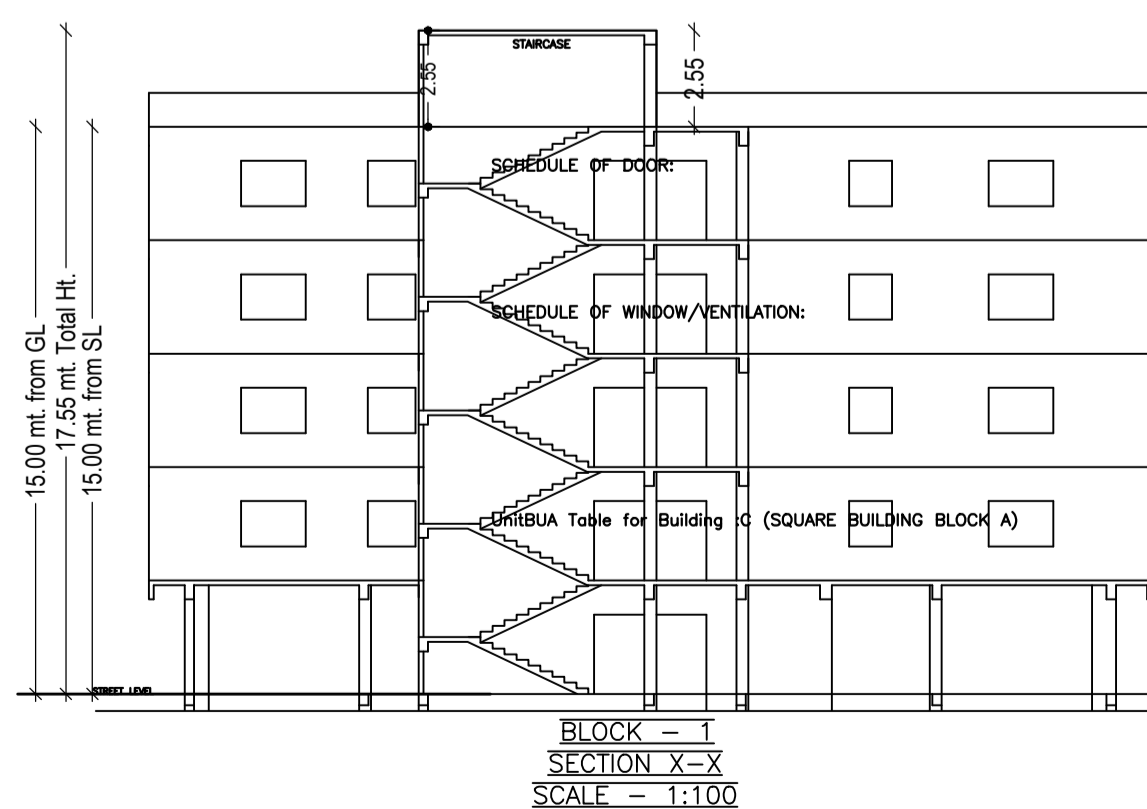 STAIRCASE
2.55
2.55
SCHEDULE OF DOOR:
SCHEDULE OF WINDOW/VENTILATION:
15.00 mt. from GL
17.55 mt. Total Ht.
15.00 mt. from SL
UnitBUA Table for Building :C (SQUARE BUILDING BLOCK A)
STREET LEVEL
BLOCK - 1
SECTION X-X
SCALE - 1:100